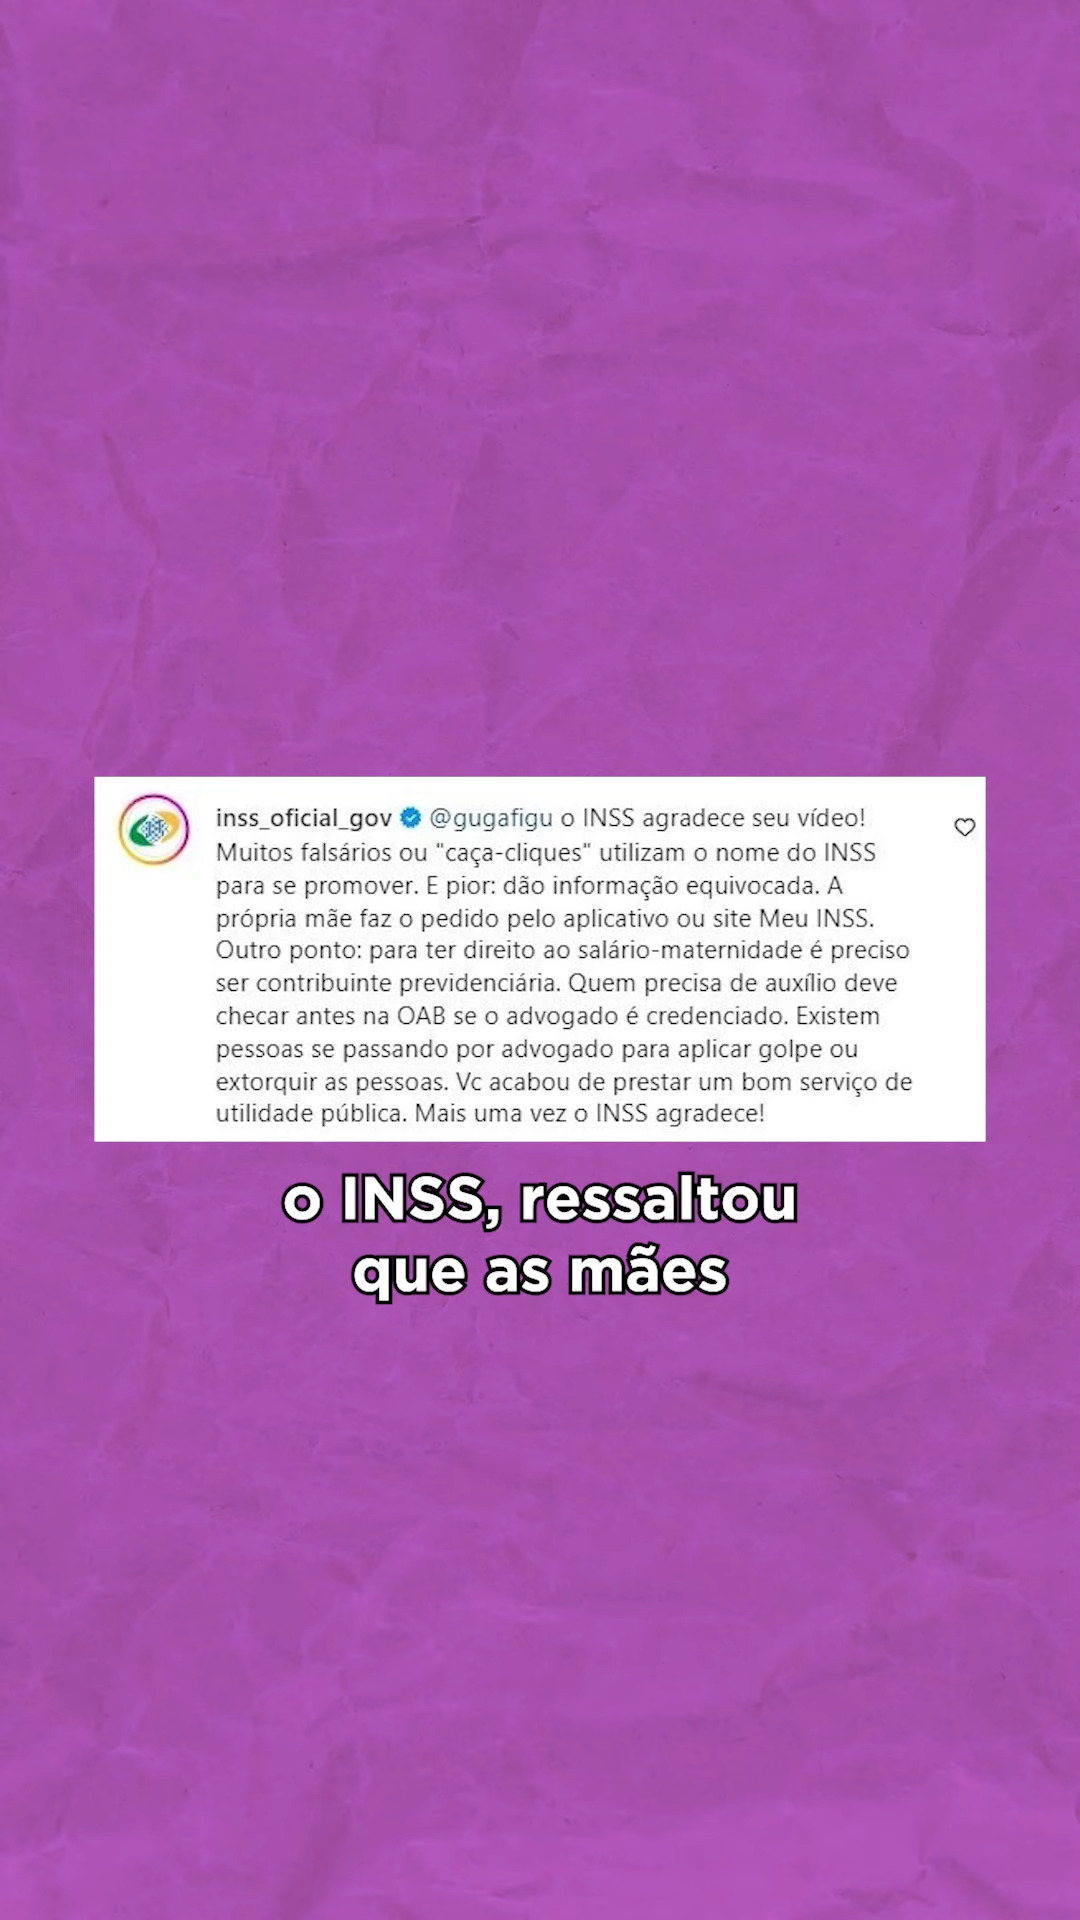 inss_oficial_gov @gugafigu o INSS agradece seu vídeo!
Muitos falsários ou "caça-cliques" utilizam o nome do INSS
para se promover. E pior: dão informação equivocada. A
própria mãe faz o pedido pelo aplicativo ou site Meu INSS.
Outro ponto: para ter direito ao salário-maternidade é preciso
ser contribuinte previdenciária. Quem precisa de auxílio deve
checar antes na OAB se o advogado é credenciado. Existem
pessoas se passando por advogado para aplicar golpe ou
extorquir as pessoas. Vc acabou de prestar um bom serviço de
utilidade pública. Mais uma vez o INSS agradece!
o INSS, ressaltou
que as mães